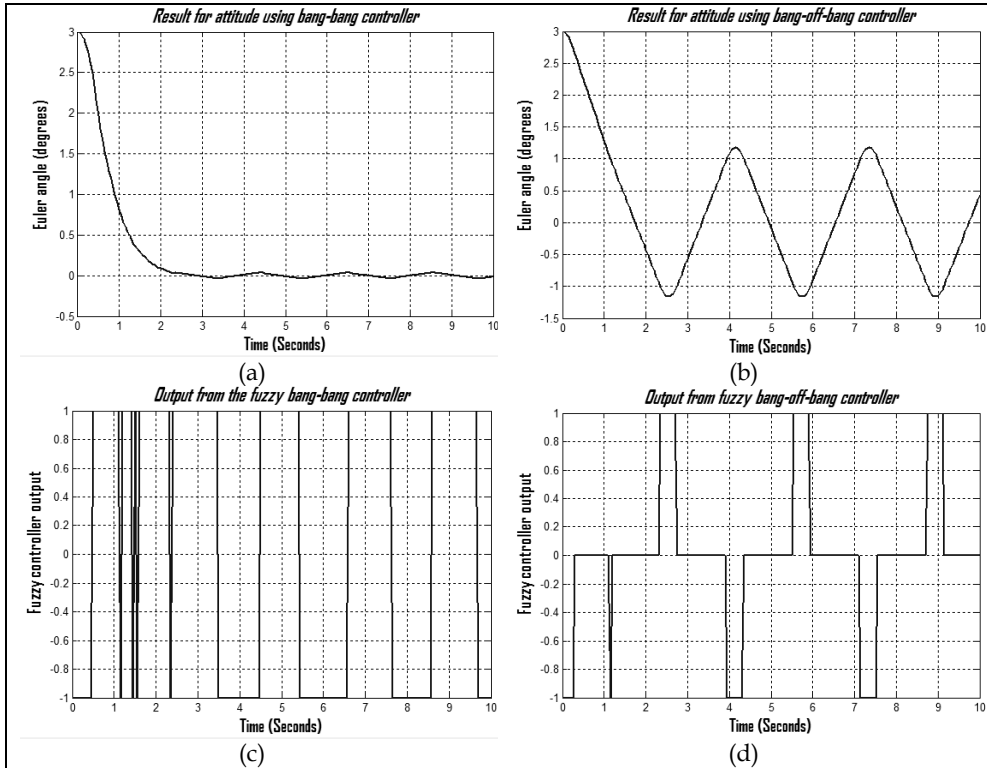 Result for attitude using bang-bang controller
3
2.5
2
1.5
1
0.5
0
-0.5
Euler angle (degrees)
0 1 2 3 4 5 6 7 8 9 10
Time (Seconds)
(a)
Result for attitude using bang-off-bang controller
3
2.5
2
1.5
1
0.5
0
-0.5
-1
-1.5
Euler angle (degrees)
0 1 2 3 4 5 6 7 8 9 10
Time (Seconds)
(b)
Output from the fuzzy bang-bang controller
1
0.8
0.6
0.4
0.2
0
-0.2
-0.4
-0.6
-0.8
-1
Fuzzy controller output
0 1 2 3 4 5 6 7 8 9 10
Time (Seconds)
(c)
Output from fuzzy bang-off-bang controller
1
0.8
0.6
0.4
0.2
0
-0.2
-0.4
-0.6
-0.8
-1
Fuzzy controller output
0 1 2 3 4 5 6 7 8 9 10
Time (Seconds)
(d)